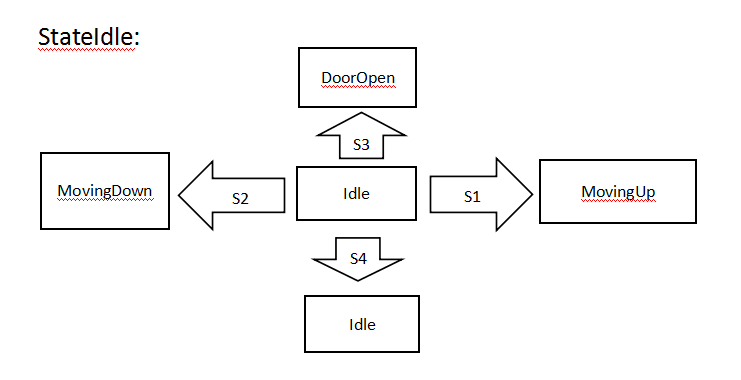 StateIdle:
DoorOpen
S3
MovingDown
S2
Idle
S1
MovingUp
S4
Idle